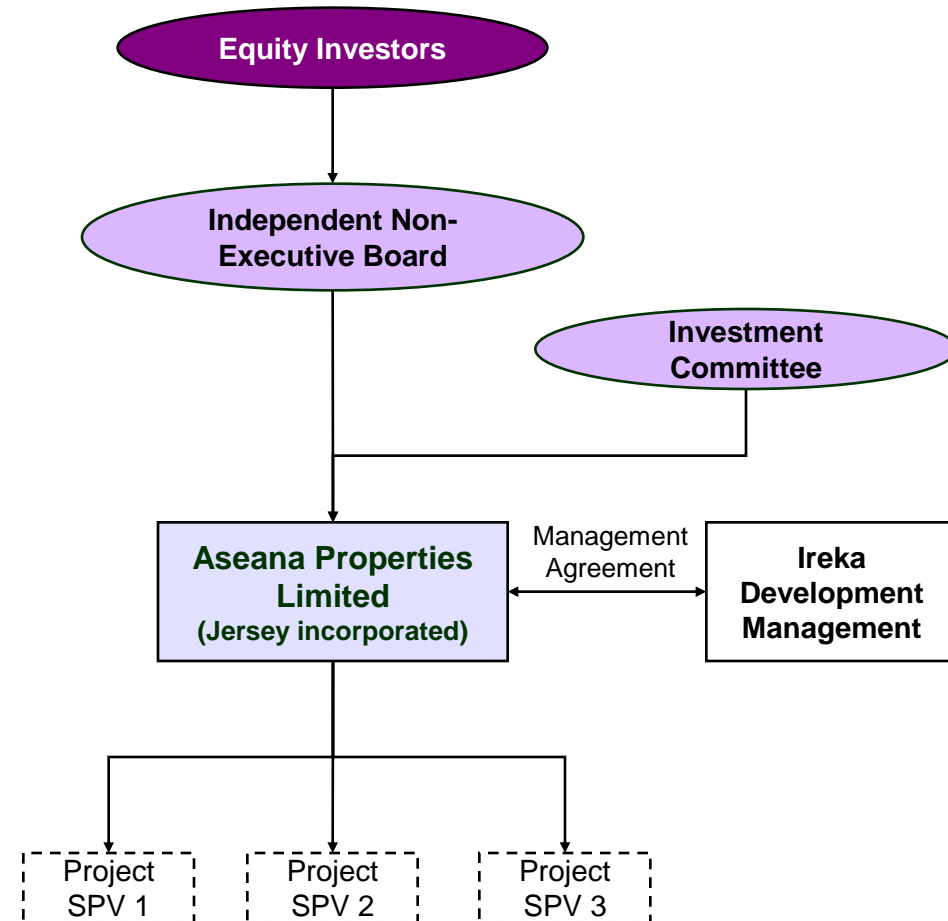 Equity Investors
Independent Non-
Executive Board
Investment
Committee
Aseana Properties
Limited
(Jersey incorporated)
Management
Agreement
Ireka
Development
Management
Project
SPV 1
Project
SPV 2
Project
SPV 3